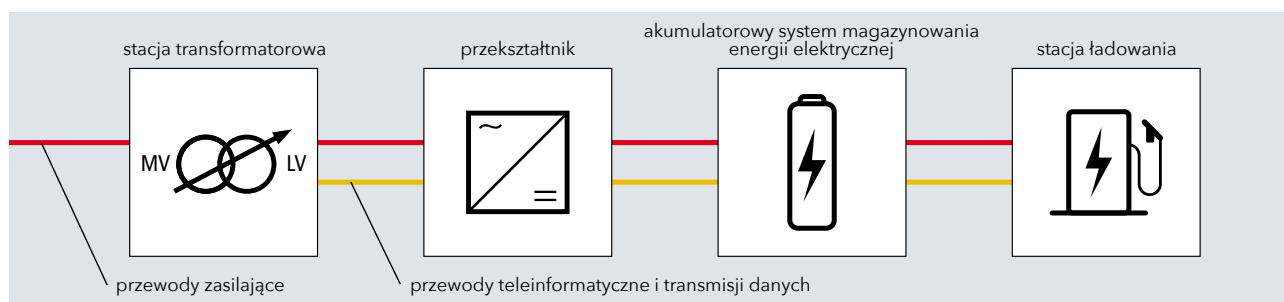 stacja transformatorowa
przekształtnik
akumulatorowy system magazynowania
energii elektrycznej
stacja ładowania
MV
LV
przewody zasilające
przewody teleinformatyczne i transmisji danych